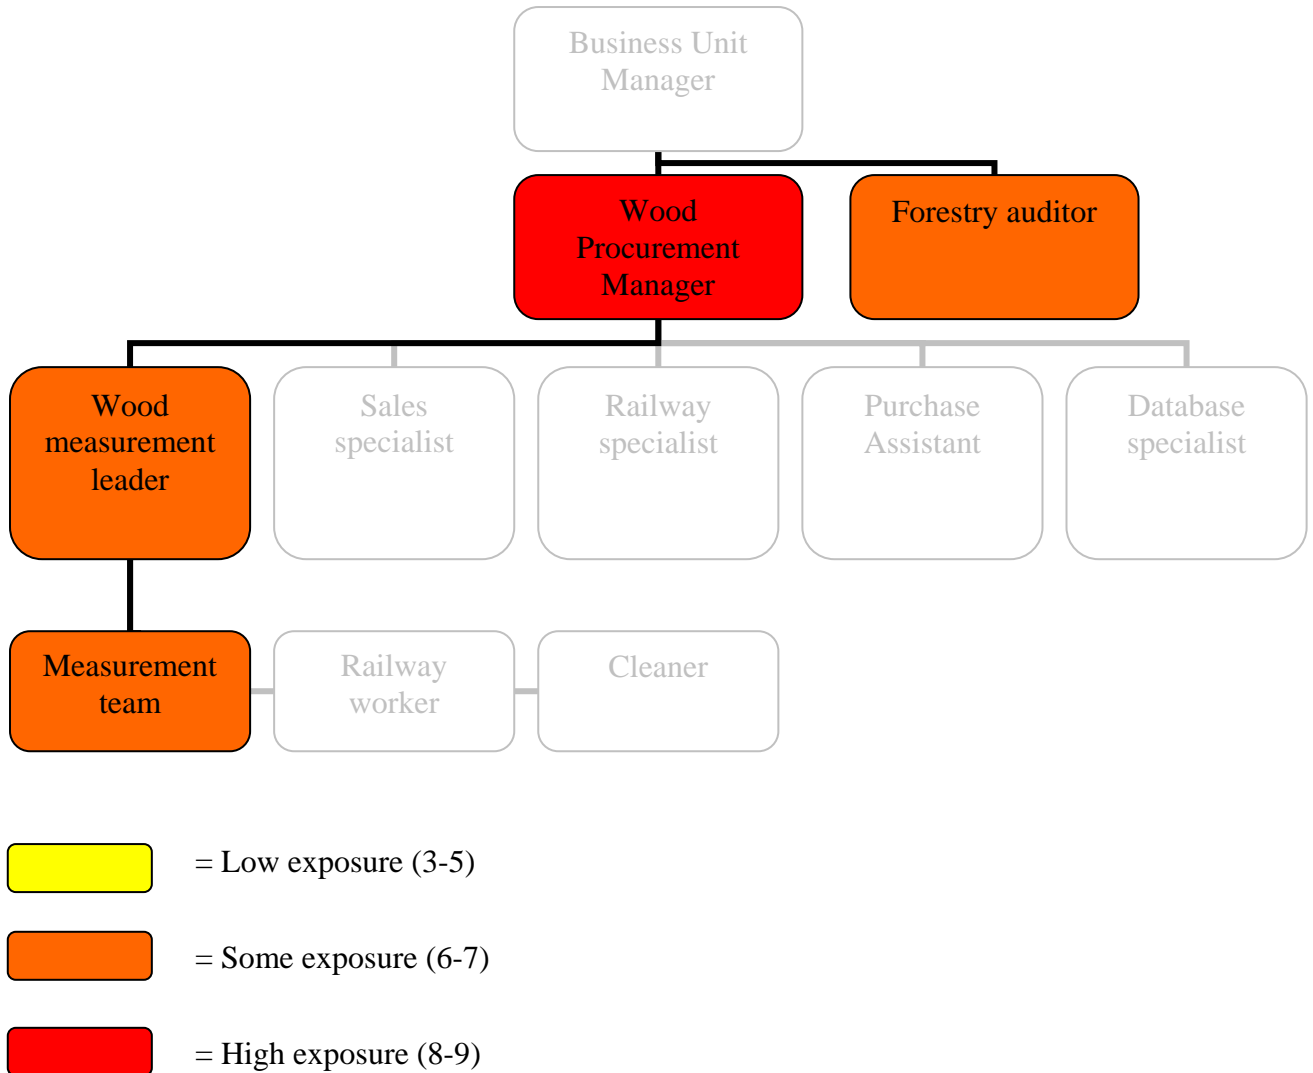 Business Unit
Manager
Wood
Procurement
Manager
Forestry auditor
Wood
measurement
leader
Sales
specialist
Railway
specialist
Purchase
Assistant
Database
specialist
Measurement
team
Railway
worker
Cleaner
= Low exposure (3-5)
= Some exposure (6-7)
= High exposure (8-9)